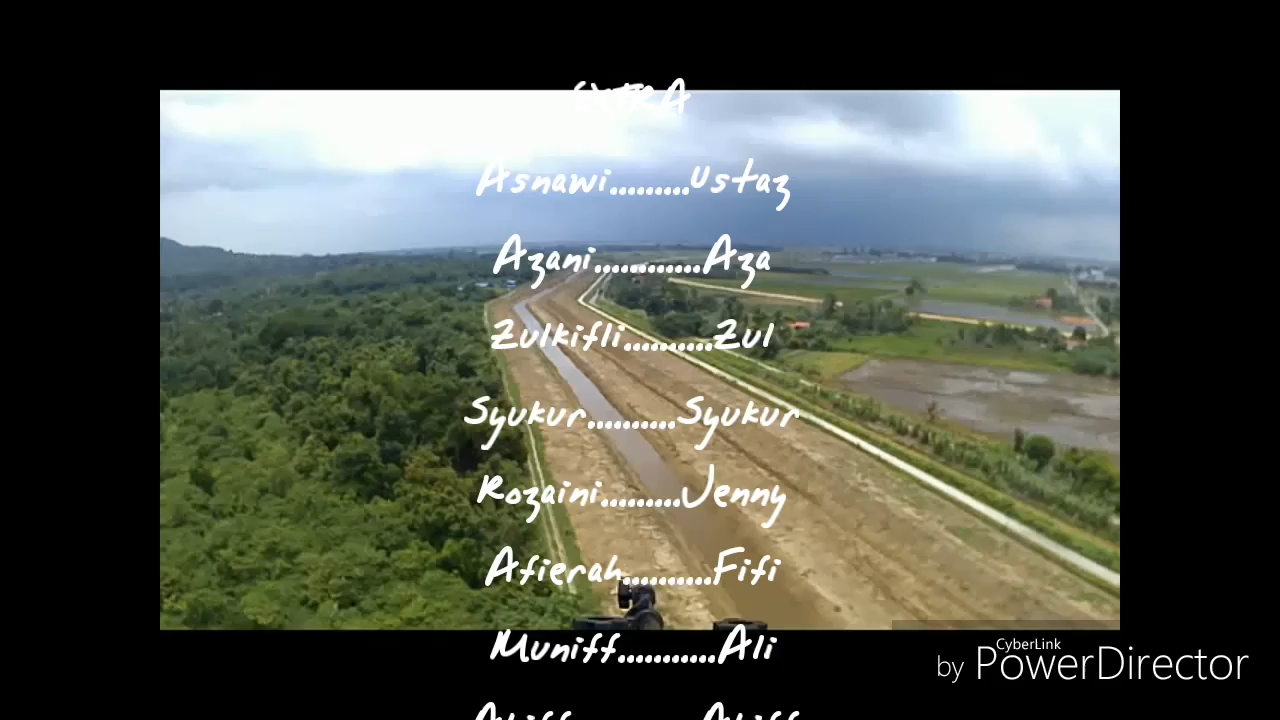 EXTRA
Asnawi.........Ustaz
Azani............Aza
Zulkifli..........Zul
Syukur..........Syukur
Rozaini.........Jenny
Afierah..........Fifi
Muniff...........Ali
CyberLink
by PowerDirector